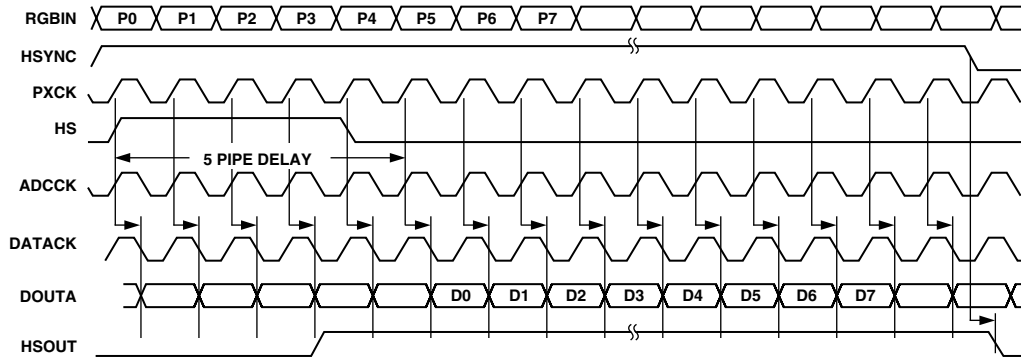 RGBIN P0 P1 P2 P3 P4 P5 P6 P7
HSYNC
PXCK
HS
5 PIPE DELAY
ADCCK
DATACK
DOUTA D0 D1 D2 D3 D4 D5 D6 D7
HSOUT